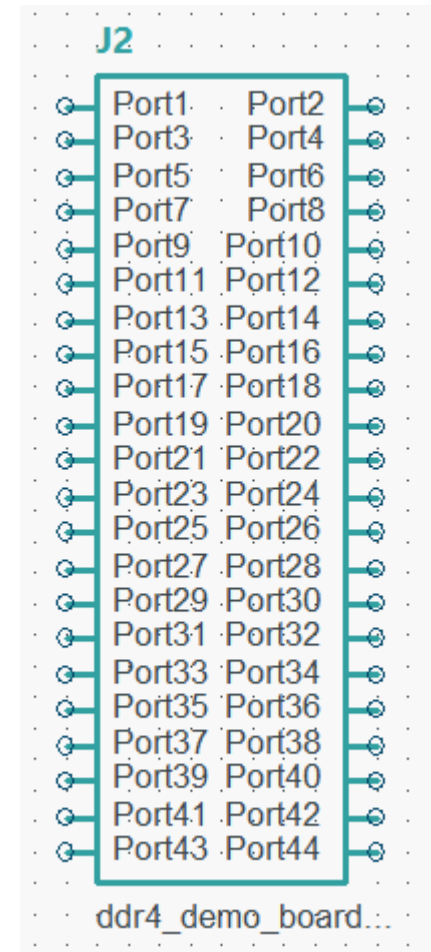 J2
Port1 Port2
Port3 Port4
Port5 Port6
Port7 Port8
Port9 Port10
Port11 Port12
Port13 Port14
Port15 Port16
Port17 Port18
Port19 Port20
Port21 Port22
Port23 Port24
Port25 Port26
Port27 Port28
Port29 Port30
Port31 Port32
Port33 Port34
Port35 Port36
Port37 Port38
Port39 Port40
Port41 Port42
Port43 Port44
ddr4_demo_board...